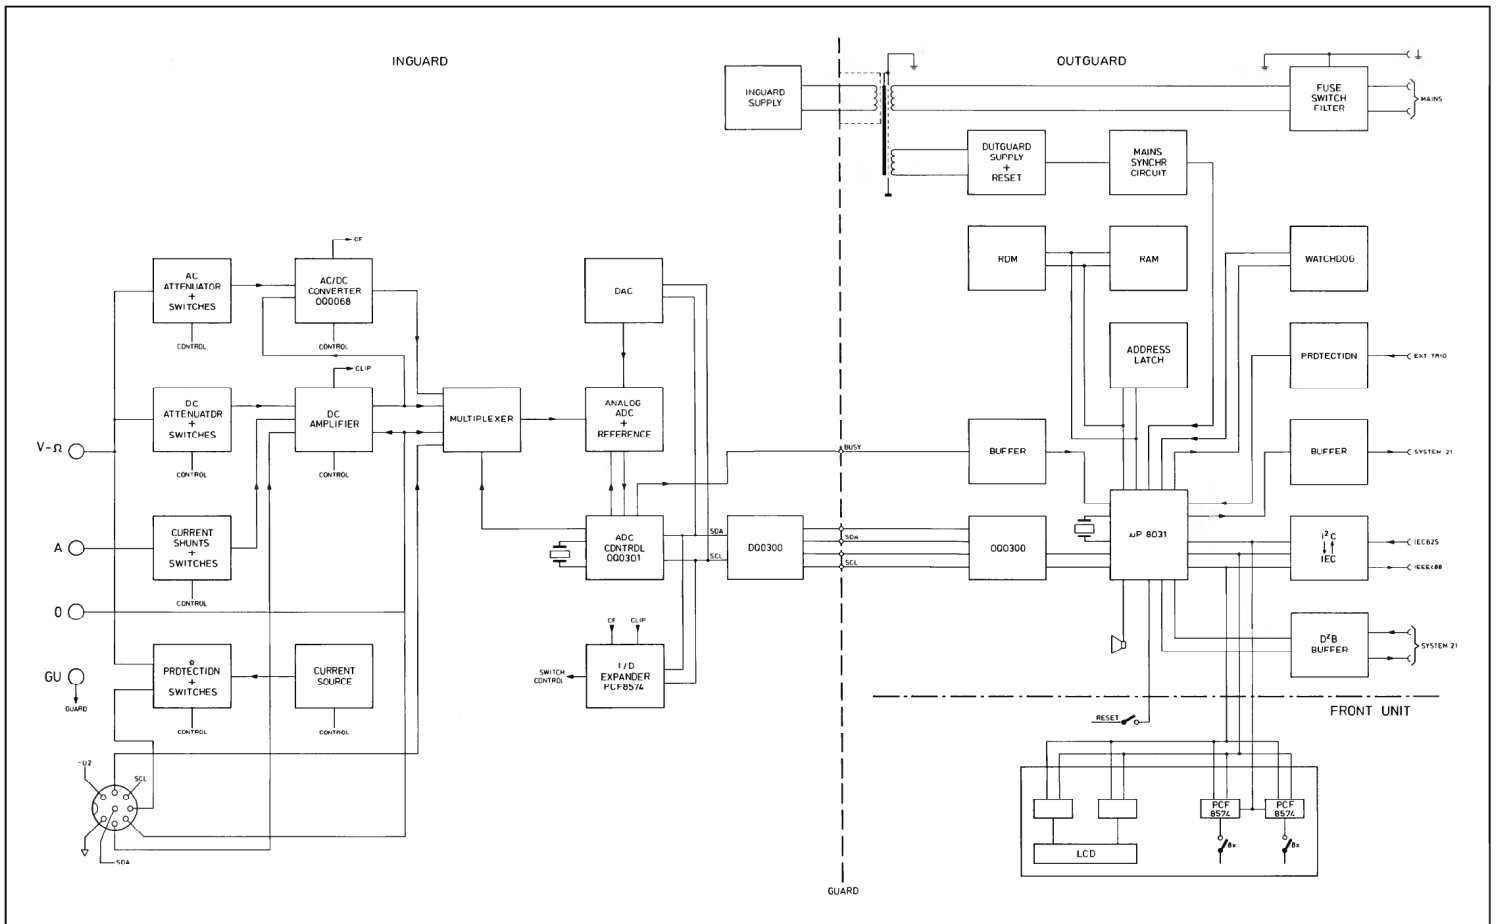 INGUARD
OUTGUARD
INGUARD
SUPPLY
FUSE
SWITCH
FILTER
MAINS
OUTGUARD
SUPPLY
+
RESET
MAINS
SYNCHR
CIRCUIT
CF
AC
ATTENUATOR
+
SWITCHES
AC/DC
CONVERTER
OQ0068
DAC
ROM
RAM
WATCHDOG
CONTROL
CONTROL
CLIP
ADDRESS
LATCH
PROTECTION
EXT TRIG
DC
ATTENUATOR
+
SWITCHES
DC
AMPLIFIER
MULTIPLEXER
ANALOG
ADC
+
REFERENCE
V-Ω
BUSY
BUFFER
BUFFER
SYSTEM 21
CONTROL
CONTROL
A
CURRENT
SHUNTS
+
SWITCHES
ADC
CONTROL
OQ0301
SDA
SCL
OQ0300
SDA
SCL
OQ0300
µP 8031
I²C
IEC
IEC625
IEEE488
CONTROL
0
CF
CLIP
GU
GUARD
Ω
PROTECTION
+
SWITCHES
CURRENT
SOURCE
SWITCH
CONTROL
I/O
EXPANDER
PCF8574
D²B
BUFFER
SYSTEM 21
CONTROL
CONTROL
FRONT UNIT
RESET
-U2
SCL
SDA
PCF
8574
PCF
8574
8x
8x
LCD
GUARD